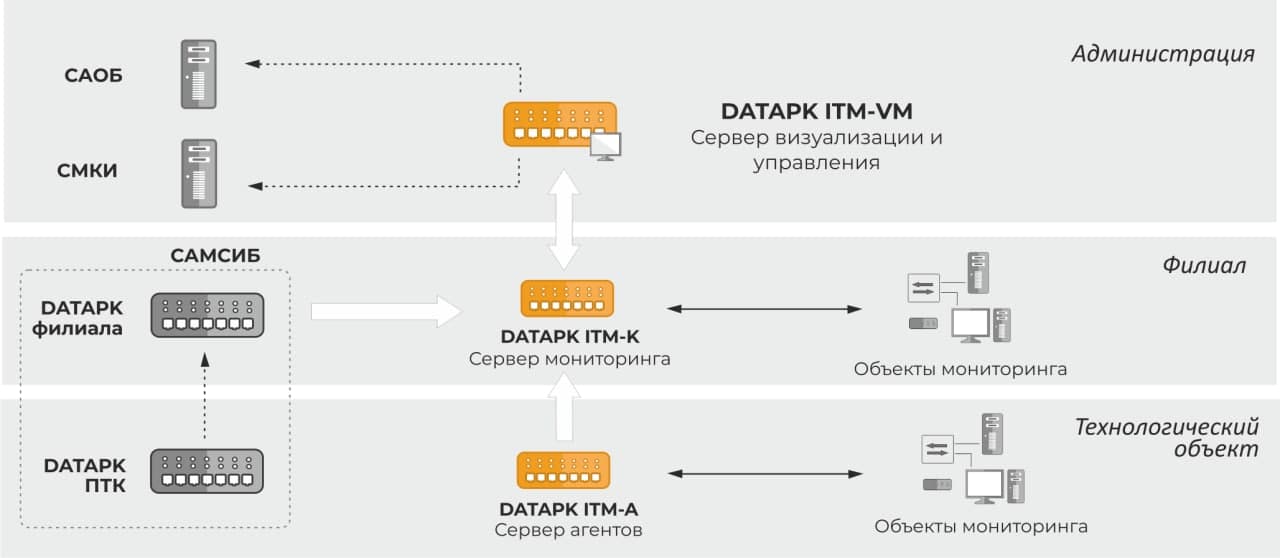 Администрация
САОБ
СМКИ
DATAPK ITM-VM
Сервер визуализации и
управления
Филиал
САМСИБ
DATAPK
филиала
DATAPK ITM-K
Сервер мониторинга
Объекты мониторинга
Технологический
объект
DATAPK
ПТК
DATAPK ITM-A
Сервер агентов
Объекты мониторинга